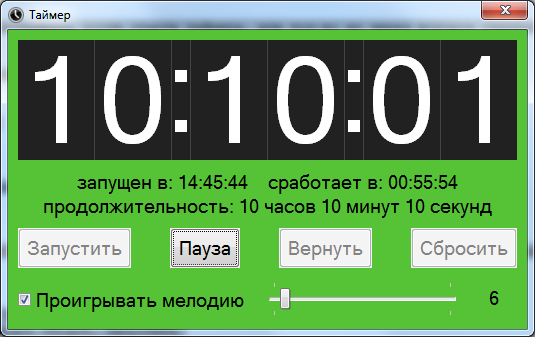 Таймер
10:10:01
запущен в: 14:45:44 сработает в: 00:55:54
продолжительность: 10 часов 10 минут 10 секунд
Запустить Пауза Вернуть Сбросить
Проигрывать мелодию 6